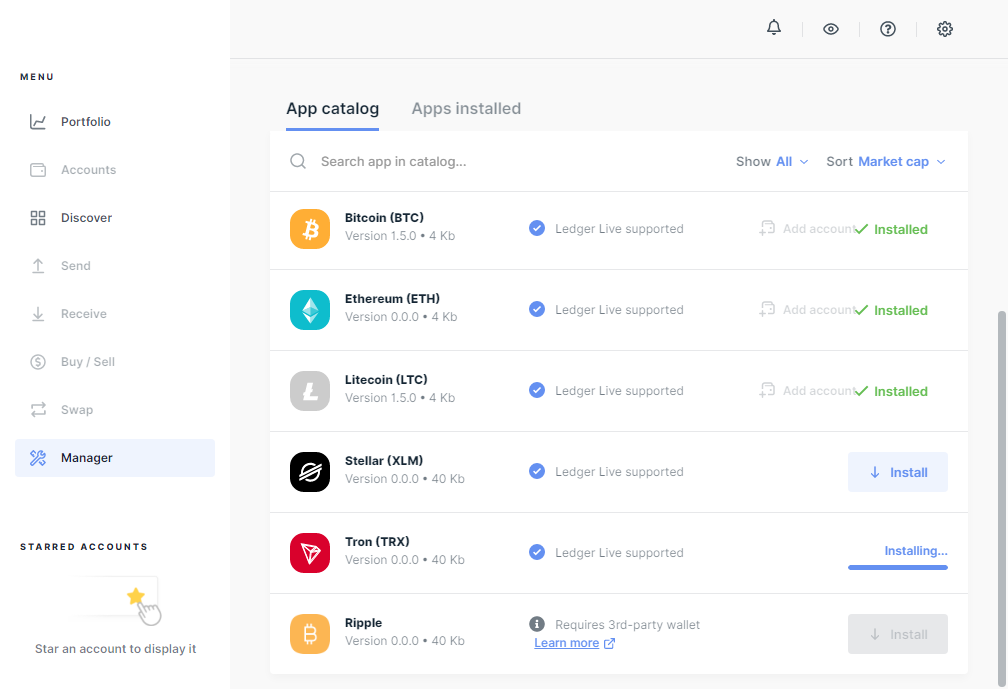 MENU
Portfolio
Accounts
Discover
Send
Receive
Buy / Sell
Swap
Manager
STARRED ACCOUNTS
Star an account to display it
App catalog
Apps installed
Search app in catalog...
Show All
Sort Market cap
Bitcoin (BTC)
Version 1.5.0 • 4 Kb
Ledger Live supported
Add account
Installed
Ethereum (ETH)
Version 0.0.0 • 4 Kb
Ledger Live supported
Add account
Installed
Litecoin (LTC)
Version 1.5.0 • 4 Kb
Ledger Live supported
Add account
Installed
Stellar (XLM)
Version 0.0.0 • 40 Kb
Ledger Live supported
Install
Tron (TRX)
Version 0.0.0 • 40 Kb
Ledger Live supported
Installing...
Ripple
Version 0.0.0 • 40 Kb
Requires 3rd-party wallet
Learn more
Install